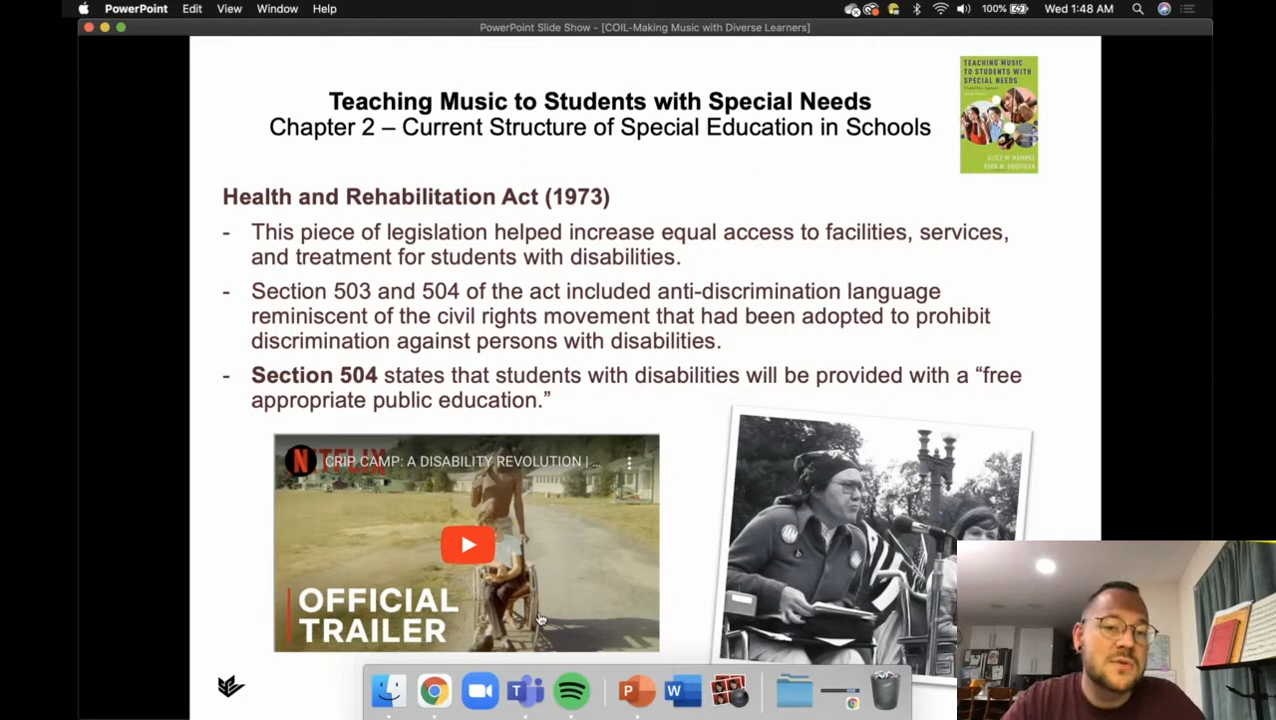 PowerPoint Edit View Window Help 100% Wed 1:48 AM
PowerPoint Slide Show - [COIL-Making Music with Diverse Learners]
Teaching Music to Students with Special Needs
Chapter 2 – Current Structure of Special Education in Schools
TEACHING MUSIC
TO STUDENTS WITH
SPECIAL NEEDS
ALICE M. HAMMEL
RYAN M. HOURIGAN
Health and Rehabilitation Act (1973)
- This piece of legislation helped increase equal access to facilities, services,
and treatment for students with disabilities.
- Section 503 and 504 of the act included anti-discrimination language
reminiscent of the civil rights movement that had been adopted to prohibit
discrimination against persons with disabilities.
- Section 504 states that students with disabilities will be provided with a “free
appropriate public education.”
N NETFLIX
CRIP CAMP: A DISABILITY REVOLUTION | ...
OFFICIAL
TRAILER
P W